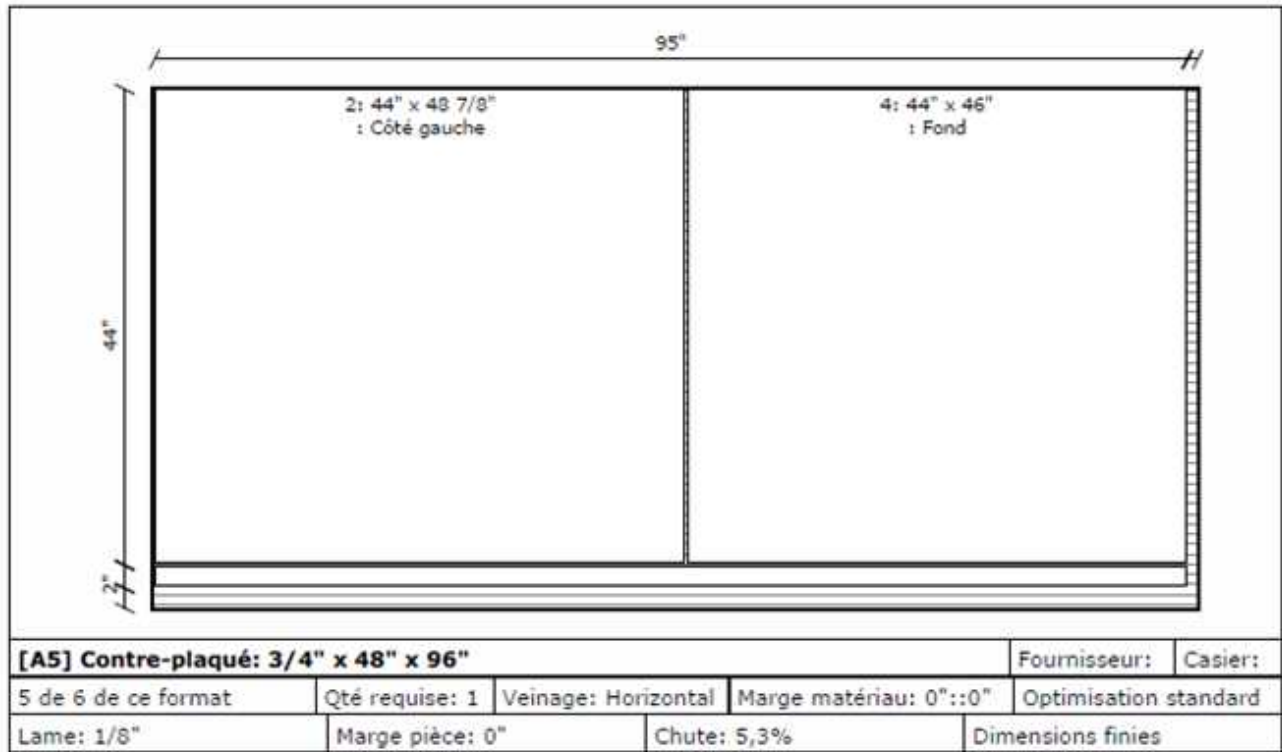 95"
2: 44" x 48 7/8"
: Côté gauche
4: 44" x 46"
: Fond
44"
2"
[A5] Contre-plaqué: 3/4" x 48" x 96" Fournisseur: Casier:
5 de 6 de ce format Qté requise: 1 Veinage: Horizontal Marge matériau: 0"::0" Optimisation standard
Lame: 1/8" Marge pièce: 0" Chute: 5,3% Dimensions finies